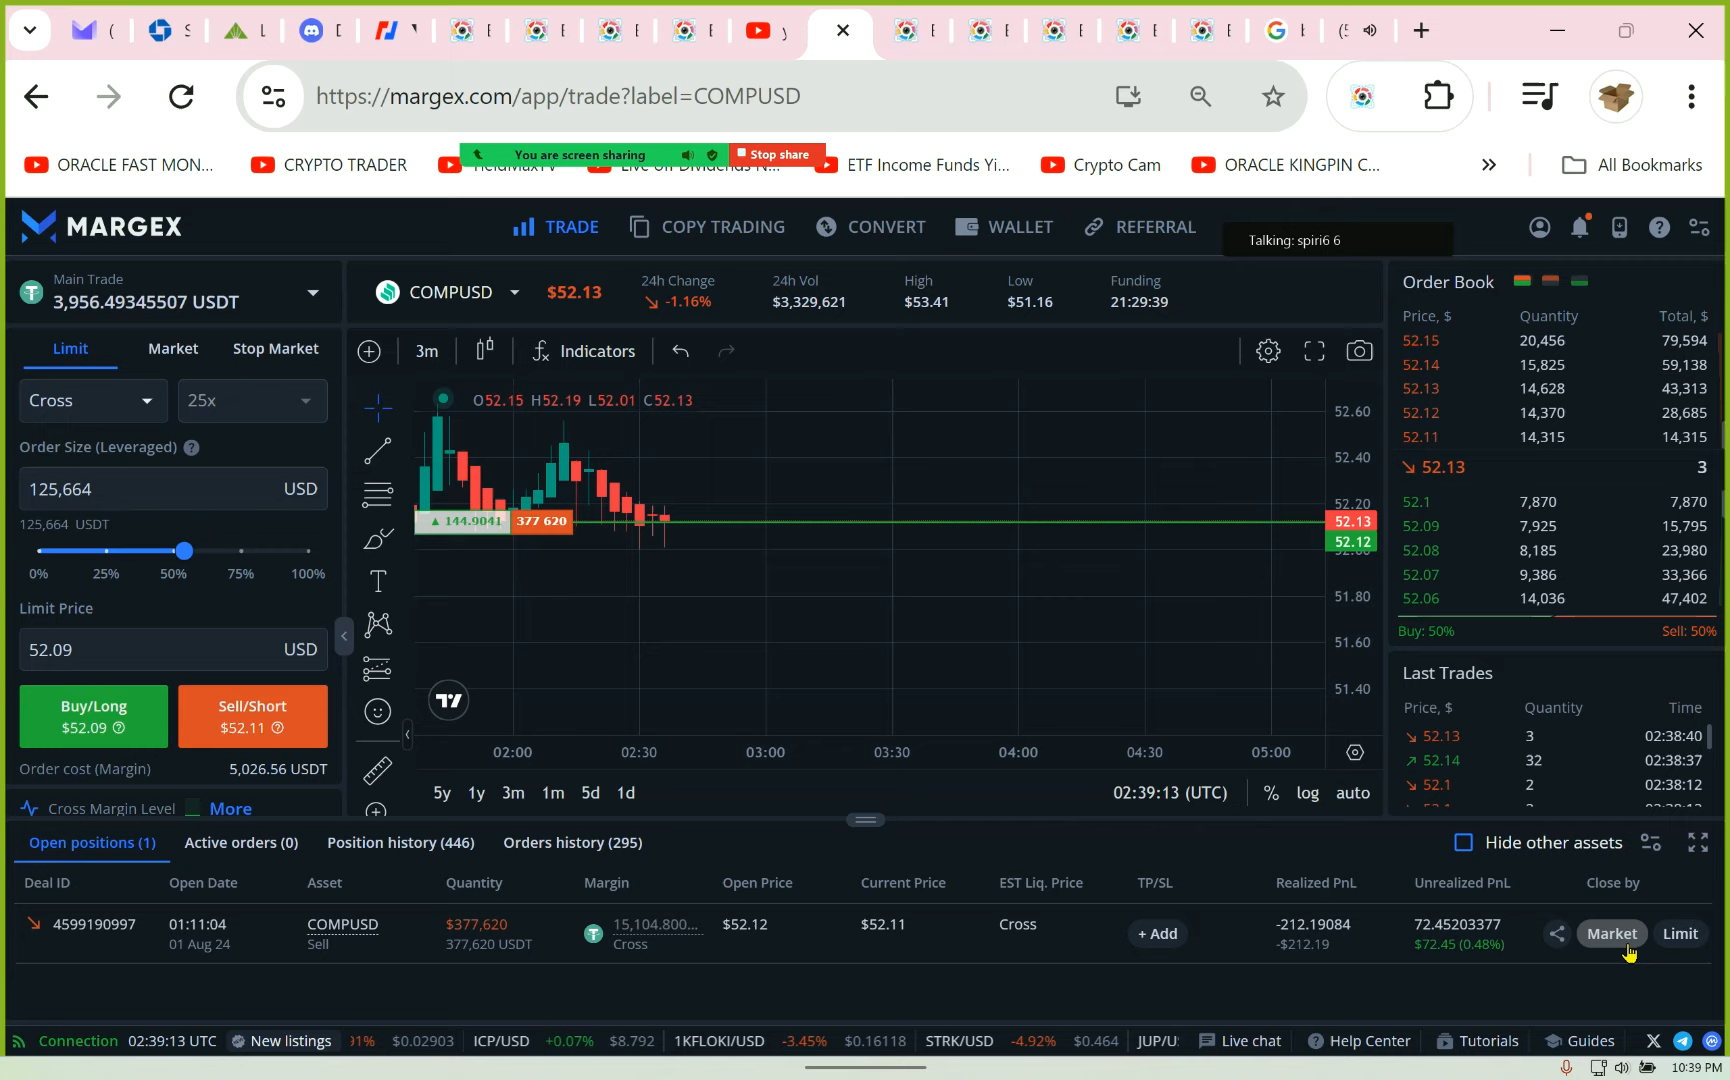 https://margex.com/app/trade?label=COMPUSD
ORACLE FAST MON...
CRYPTO TRADER
You are screen sharing
Stop share
ETF Income Funds Yi...
Crypto Cam
ORACLE KINGPIN C...
All Bookmarks
MARGEX
TRADE
COPY TRADING
CONVERT
WALLET
REFERRAL
Talking: spiri6 6
Main Trade
3,956.49345507 USDT
COMPUSD
$52.13
24h Change
-1.16%
24h Vol
$3,329,621
High
$53.41
Low
$51.16
Funding
21:29:39
Limit Market Stop Market
Cross
25x
Order Size (Leveraged)
125,664 USD
125,664 USDT
0% 25% 50% 75% 100%
Limit Price
52.09 USD
Buy/Long
$52.09
Sell/Short
$52.11
Order cost (Margin) 5,026.56 USDT
Cross Margin Level More
3m
Indicators
O52.15 H52.19 L52.01 C52.13
144.9041
377 620
52.60
52.40
52.20
52.13
52.12
51.80
51.60
51.40
02:00 02:30 03:00 03:30 04:00 04:30 05:00
5y 1y 3m 1m 5d 1d
02:39:13 (UTC) % log auto
Order Book
Price, $ Quantity Total, $
52.15 20,456 79,594
52.14 15,825 59,138
52.13 14,628 43,313
52.12 14,370 28,685
52.11 14,315 14,315
52.13 3
52.1 7,870 7,870
52.09 7,925 15,795
52.08 8,185 23,980
52.07 9,386 33,366
52.06 14,036 47,402
Buy: 50% Sell: 50%
Last Trades
Price, $ Quantity Time
52.13 3 02:38:40
52.14 32 02:38:37
52.1 2 02:38:12
Open positions (1) Active orders (0) Position history (446) Orders history (295)
Hide other assets
Deal ID Open Date Asset Quantity Margin Open Price Current Price EST Liq. Price TP/SL Realized PnL Unrealized PnL Close by
4599190997 01:11:04 COMPUSD $377,620 15,104.800... $52.12 $52.11 Cross + Add -212.19084 72.45203377 Market Limit
01 Aug 24 Sell 377,620 USDT Cross -$212.19 $72.45 (0.48%)
Connection 02:39:13 UTC New listings $0.02903 ICP/USD +0.07% $8.792 1KFLOKI/USD -3.45% $0.16118 STRK/USD -4.92% $0.464 JUP/U Live chat Help Center Tutorials Guides
10:39 PM